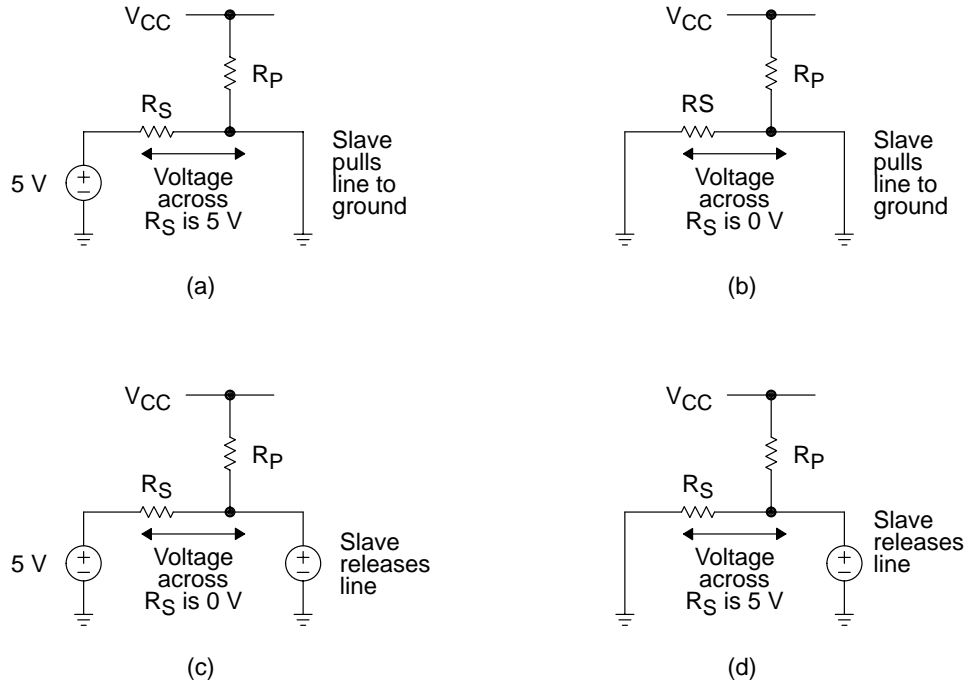 VCC
RP
RS
5 V
Voltage
across
RS is 5 V
Slave
pulls
line to
ground
(a)
VCC
RP
RS
Voltage
across
RS is 0 V
Slave
pulls
line to
ground
(b)
VCC
RP
RS
5 V
Voltage
across
RS is 0 V
Slave
releases
line
(c)
VCC
RP
RS
Voltage
across
RS is 5 V
Slave
releases
line
(d)